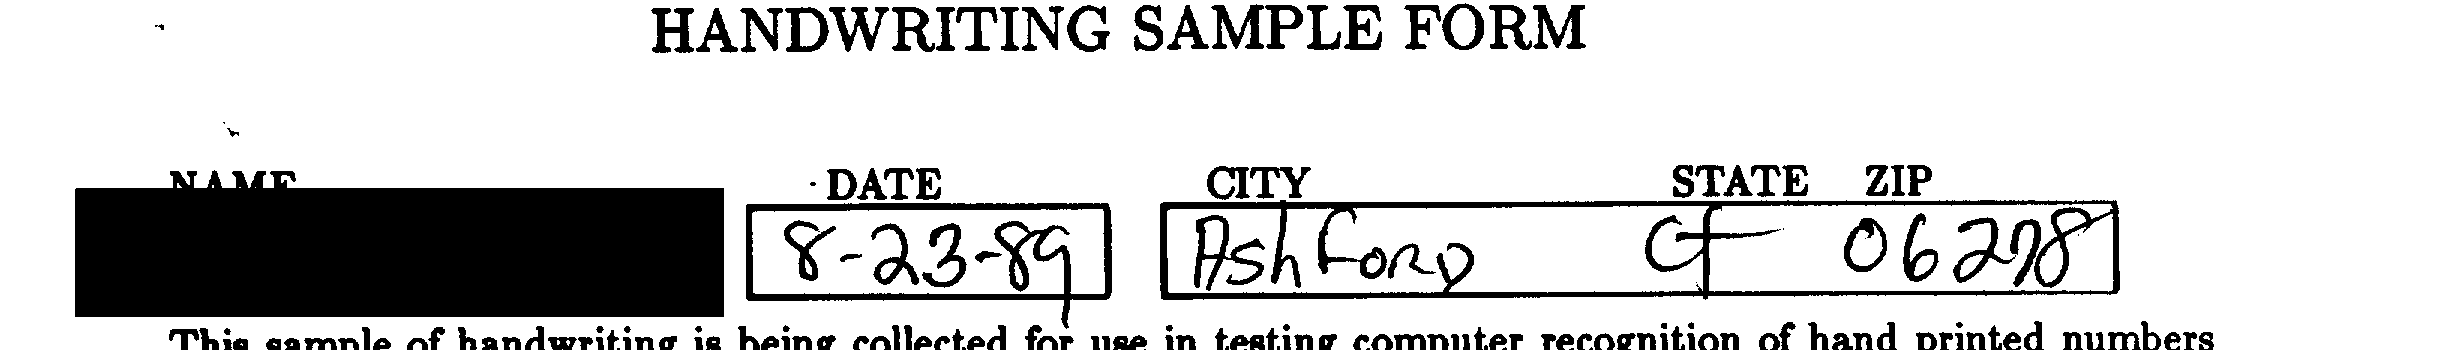 HANDWRITING SAMPLE FORM
NAME DATE CITY STATE ZIP
8-23-89 Ashford CT 06278
This sample of handwriting is being collected for use in testing computer recognition of hand printed numbers